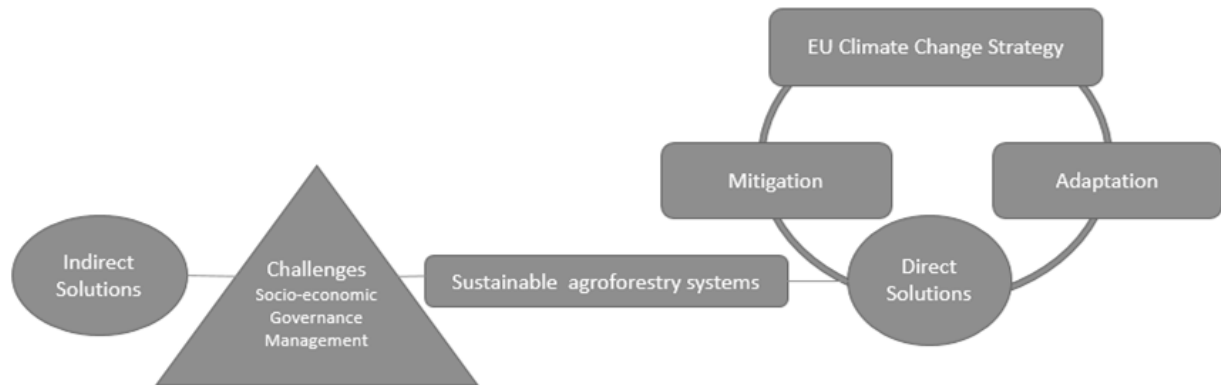 EU Climate Change Strategy
Mitigation
Adaptation
Indirect
Solutions
Challenges
Socio-economic
Governance
Management
Sustainable agroforestry systems
Direct
Solutions